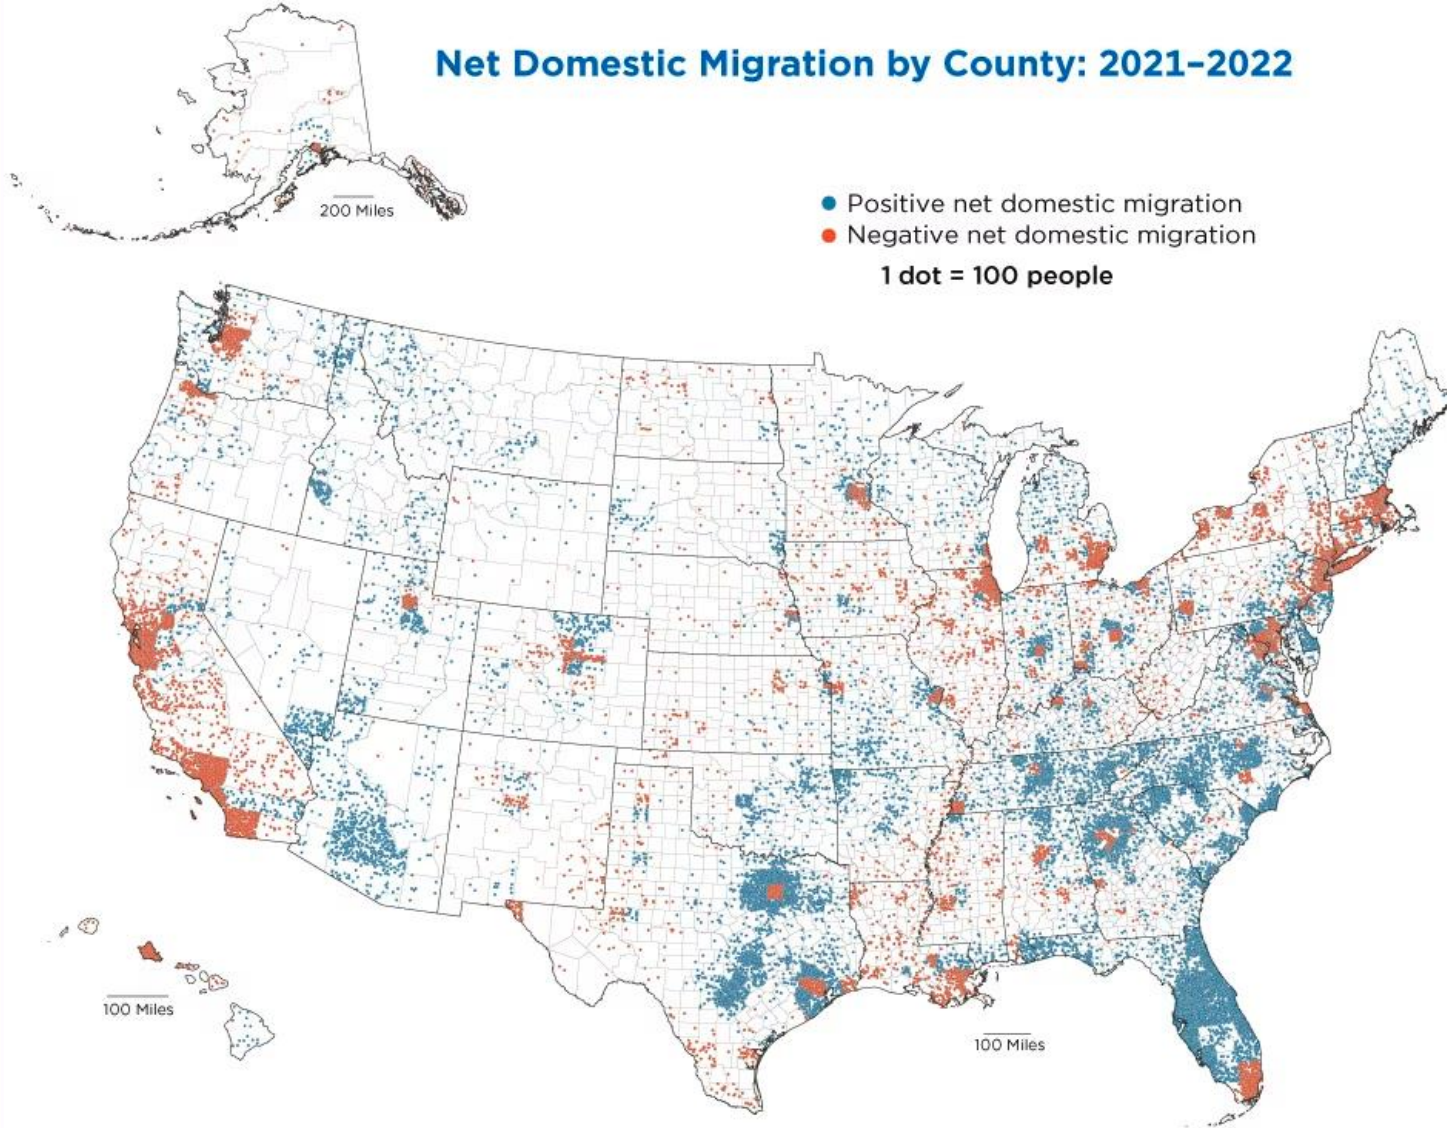 Net Domestic Migration by County: 2021–2022
200 Miles
Positive net domestic migration
Negative net domestic migration
1 dot = 100 people
100 Miles
100 Miles